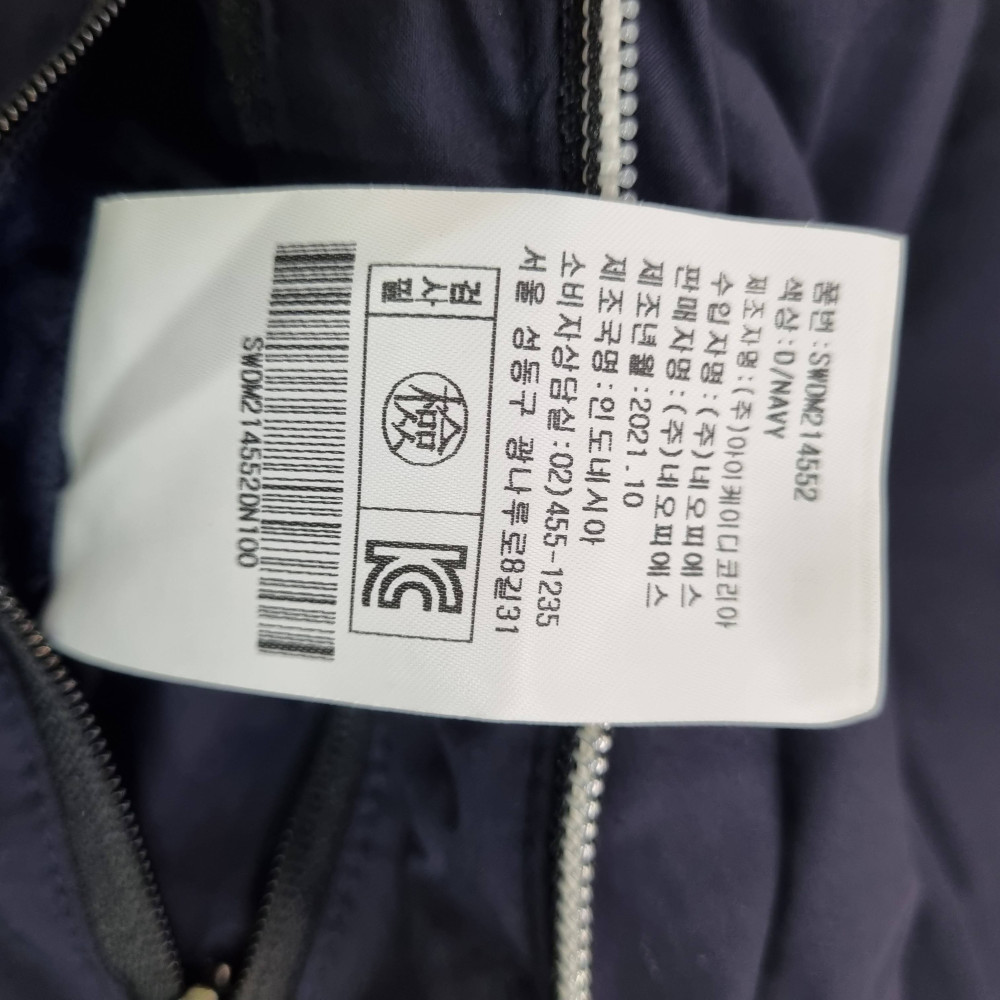 품번:SWDW214552
색상:D/NAVY
제조자명:(주)아이케이디코리아
수입자명:(주)네오피에스
판매자명:(주)네오피에스
제조년월:2021.10
제조국명:인도네시아
소비자상담실:02)455-1235
서울 성동구 광나루로8길31
검사필
檢
KC
SWDW214552DN100